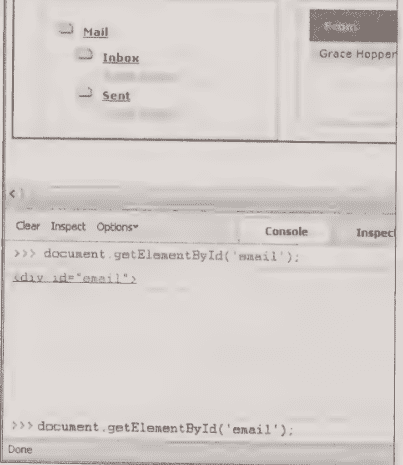 Mail
Inbox
Sent
From
Grace Hopper
Clear Inspect Options
Console
Inspec
>>> document.getElementById('email');
<div id="email">
>>> document.getElementById('email');
Done